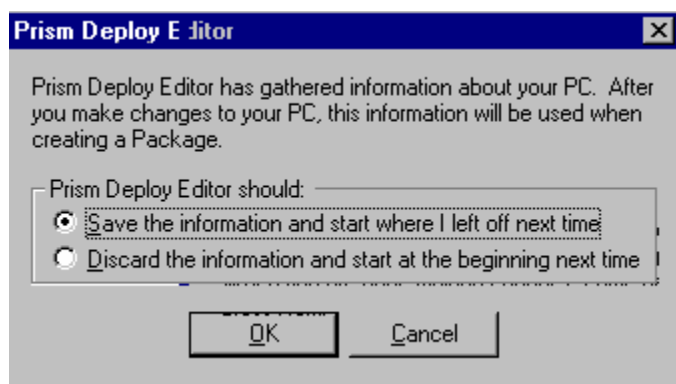 Prism Deploy Editor
Prism Deploy Editor has gathered information about your PC. After
you make changes to your PC, this information will be used when
creating a Package.
Prism Deploy Editor should:
Save the information and start where I left off next time
Discard the information and start at the beginning next time
OK
Cancel